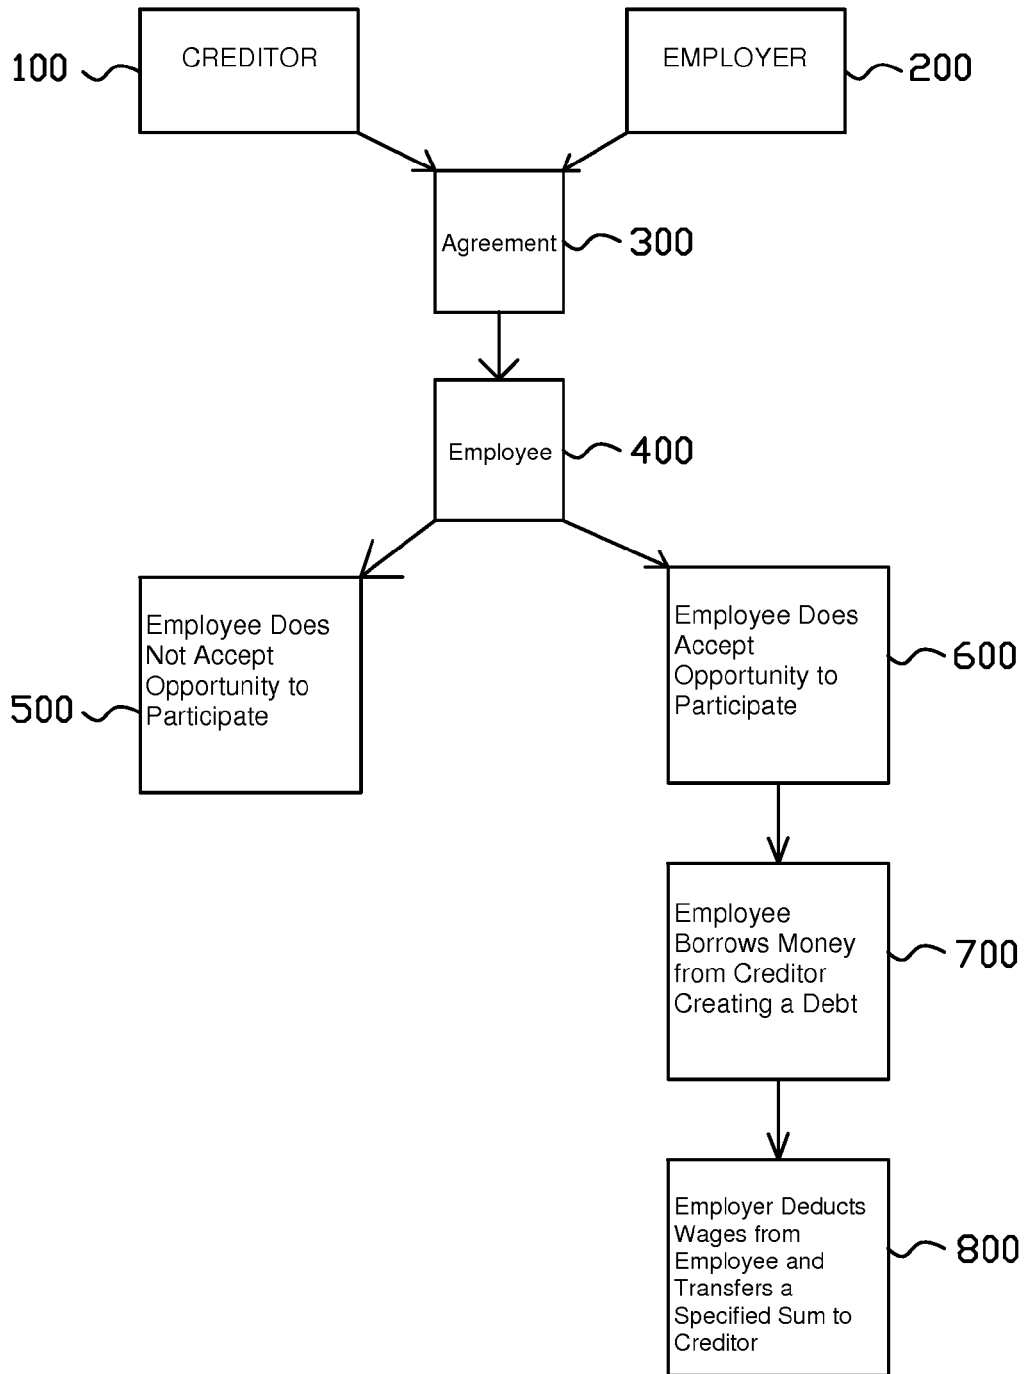 CREDITOR
EMPLOYER
100
200
Agreement
300
Employee
400
Employee Does
Not Accept
Opportunity to
Participate
500
Employee Does
Accept
Opportunity to
Participate
600
Employee
Borrows Money
from Creditor
Creating a Debt
700
Employer Deducts
Wages from
Employee and
Transfers a
Specified Sum to
Creditor
800